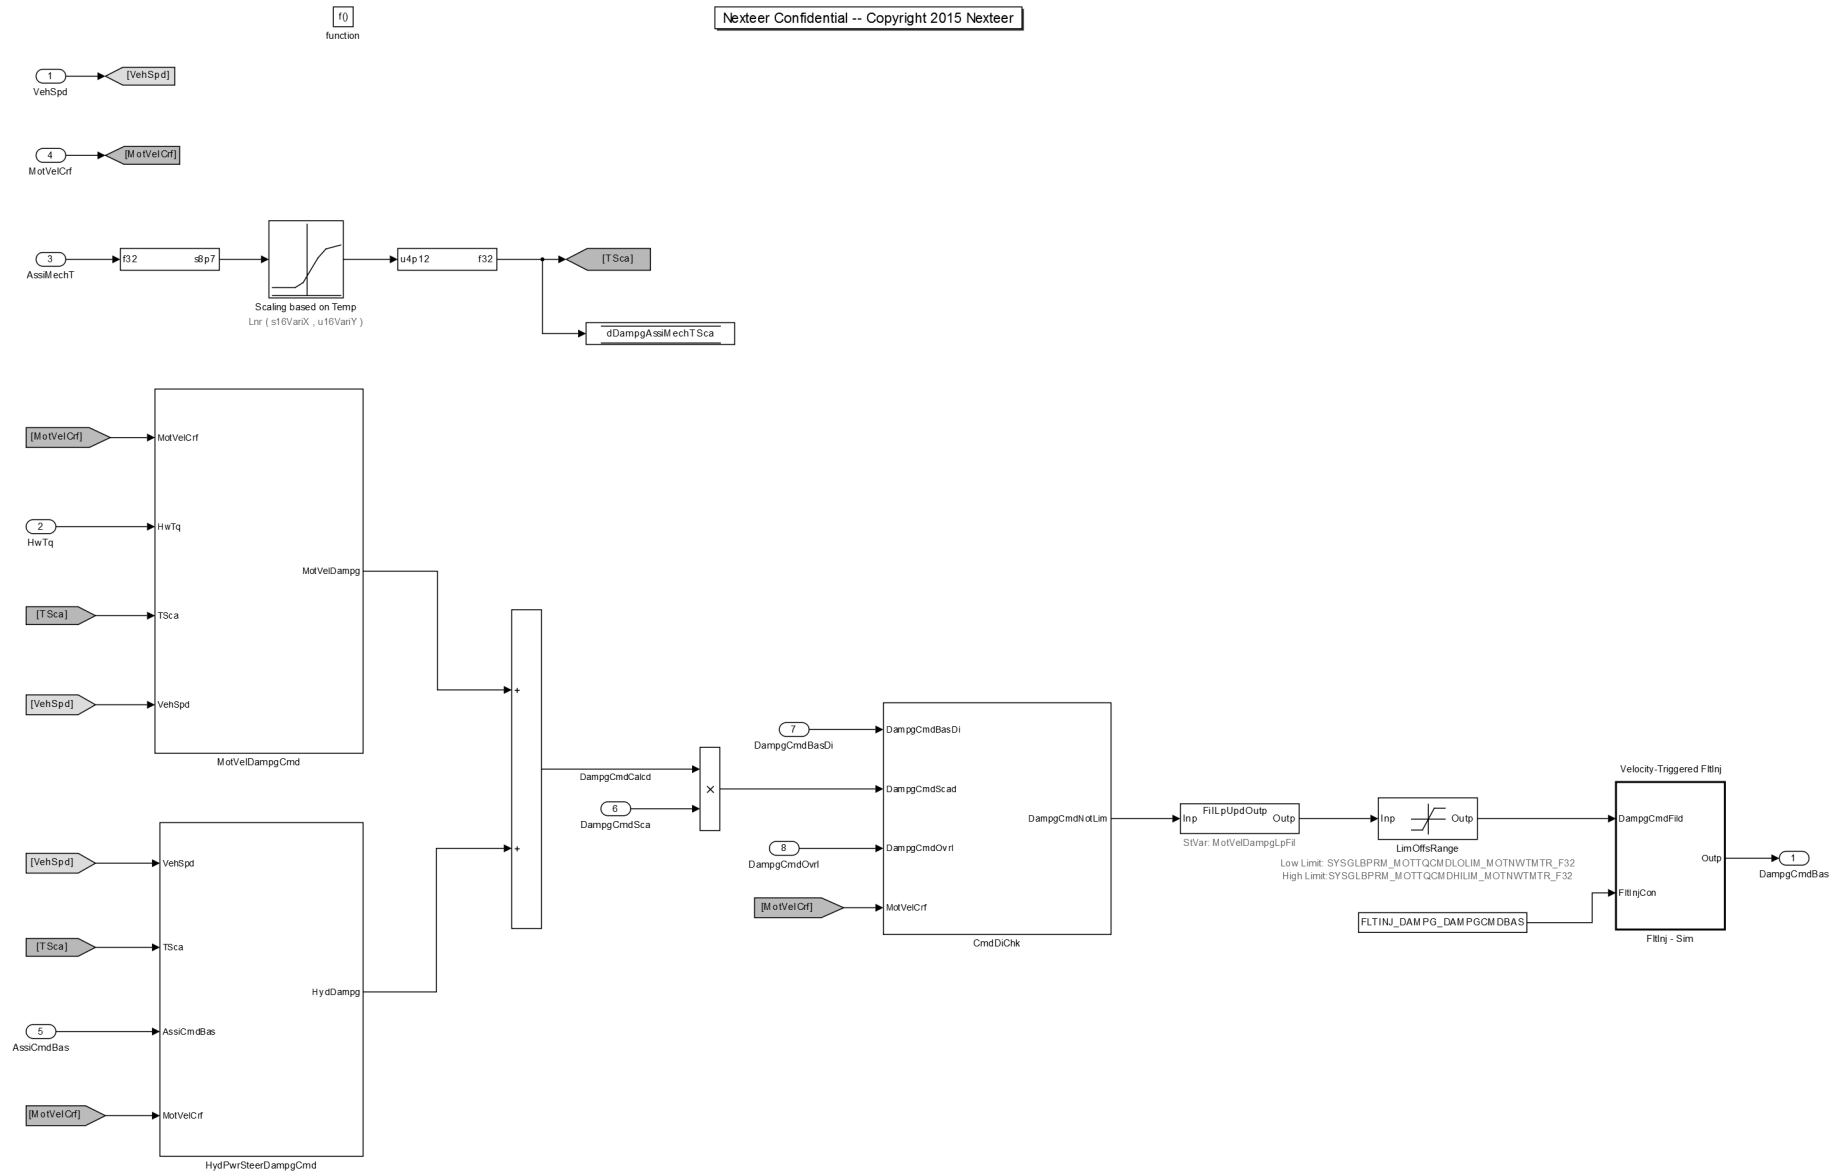 f()
function
Nexteer Confidential -- Copyright 2015 Nexteer
1
[VehSpd]
VehSpd
4
[MotVelCrf]
MotVelCrf
3
f32 s8p7
u4p12 f32
[TSca]
AssiMechT
Scaling based on Temp
Lnr ( s16VariX , u16VariY )
dDampgAssiMechTSca
[MotVelCrf]
MotVelCrf
2
HwTq
HwTq
MotVelDampg
[TSca]
TSca
[VehSpd]
VehSpd
MotVelDampgCmd
+
+
DampgCmdCalcd
6
DampgCmdSca
×
7
DampgCmdBasDi
DampgCmdBasDi
DampgCmdScad
DampgCmdNotLim
8
DampgCmdOvrl
DampgCmdOvrl
[MotVelCrf]
MotVelCrf
CmdDiChk
FilLpUpdOutp
Inp Outp
StVar: MotVelDampgLpFil
Inp Outp
LimOffsRange
Low Limit: SYSGLBPRM_MOTTQCMDLOLIM_MOTNWTMTR_F32
High Limit:SYSGLBPRM_MOTTQCMDHILIM_MOTNWTMTR_F32
Velocity-Triggered FltInj
DampgCmdFild
Outp
FltInjCon
FLTINJ_DAMPG_DAMPGCMDBAS
FltInj - Sim
1
DampgCmdBas
[VehSpd]
VehSpd
[TSca]
TSca
HydDampg
5
AssiCmdBas
AssiCmdBas
[MotVelCrf]
MotVelCrf
HydPwrSteerDampgCmd